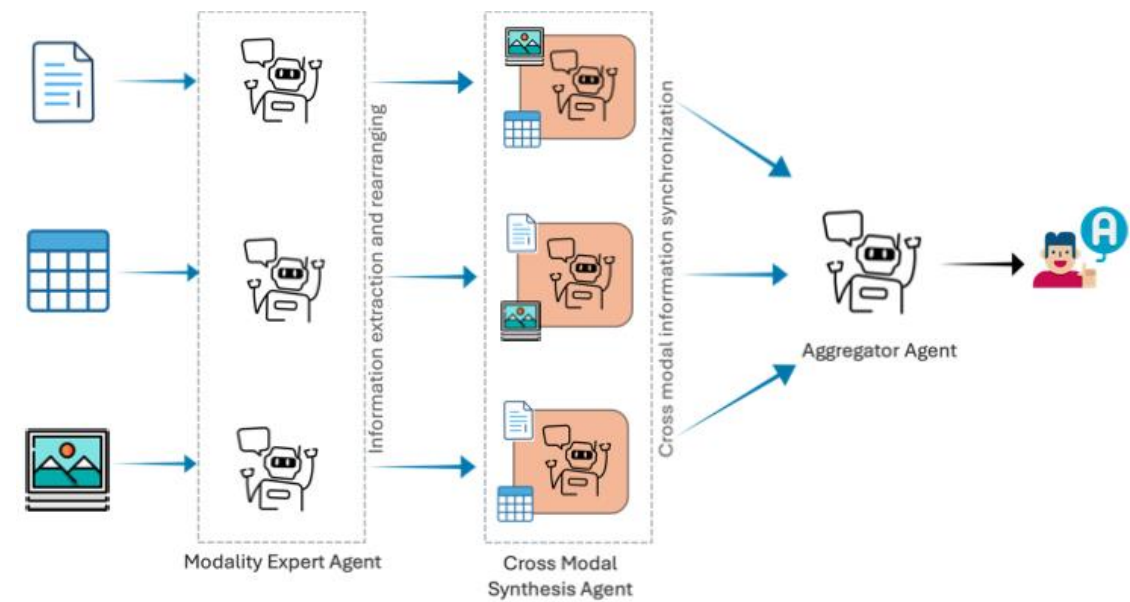 Information extraction and rearranging
Cross modal information synchronization
A
Aggregator Agent
Modality Expert Agent
Cross Modal
Synthesis Agent